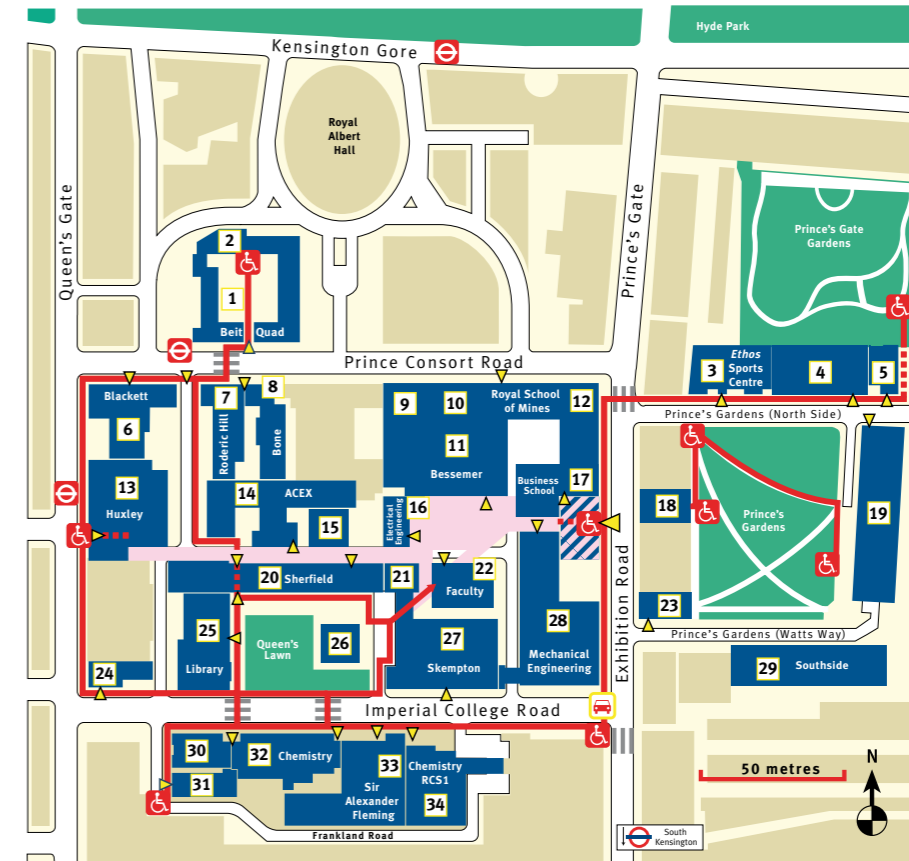 Hyde Park
Kensington Gore
Royal
Albert
Hall
Queen's Gate
Prince's Gate
Prince's Gate
Gardens
2
1
Beit Quad
Prince Consort Road
3
Ethos
Sports
Centre
4
5
Prince's Gardens (North Side)
Blackett
6
7
Roderic Hill
8
Bone
9
10
Royal School
of Mines
12
11
Bessemer
13
Huxley
14
ACEX
15
Electrical
Engineering
16
Business
School
17
18
Prince's
Gardens
19
20
Sherfield
21
22
Faculty
Exhibition Road
23
Prince's Gardens (Watts Way)
25
Library
Queen's
Lawn
26
27
Skempton
28
Mechanical
Engineering
24
29
Southside
Imperial College Road
30
31
32
Chemistry
33
Sir
Alexander
Fleming
Chemistry
RCS1
34
Frankland Road
50 metres
N
South
Kensington